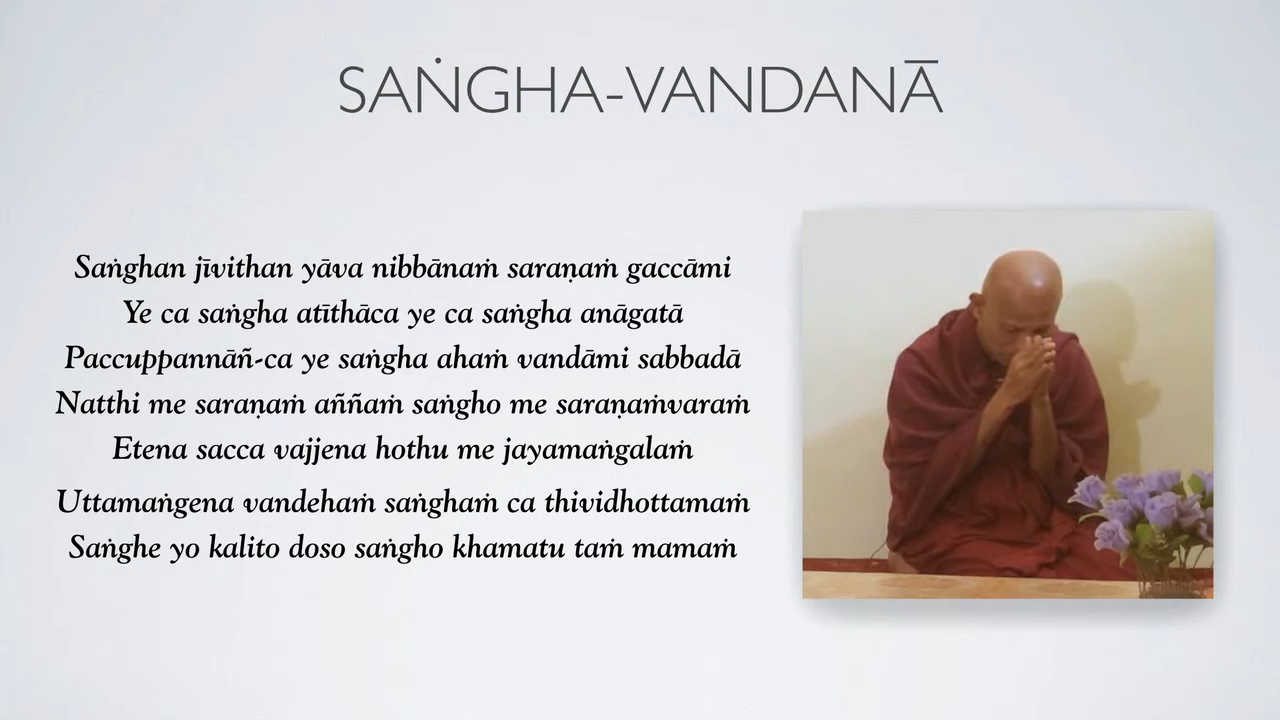 SAṄGHA-VANDANĀ
Saṅghan jīvithan yāva nibbānaṁ saraṇaṁ gaccāmi
Ye ca saṅgha atīthāca ye ca saṅgha anāgatā
Paccuppannāñ-ca ye saṅgha ahaṁ vandāmi sabbadā
Natthi me saraṇaṁ aññaṁ saṅgho me saraṇaṁvaraṁ
Etena sacca vajjena hothu me jayamaṅgalaṁ
Uttamaṅgena vandehaṁ saṅghaṁ ca thividhottamaṁ
Saṅghe yo kalito doso saṅgho khamatu taṁ mamaṁ